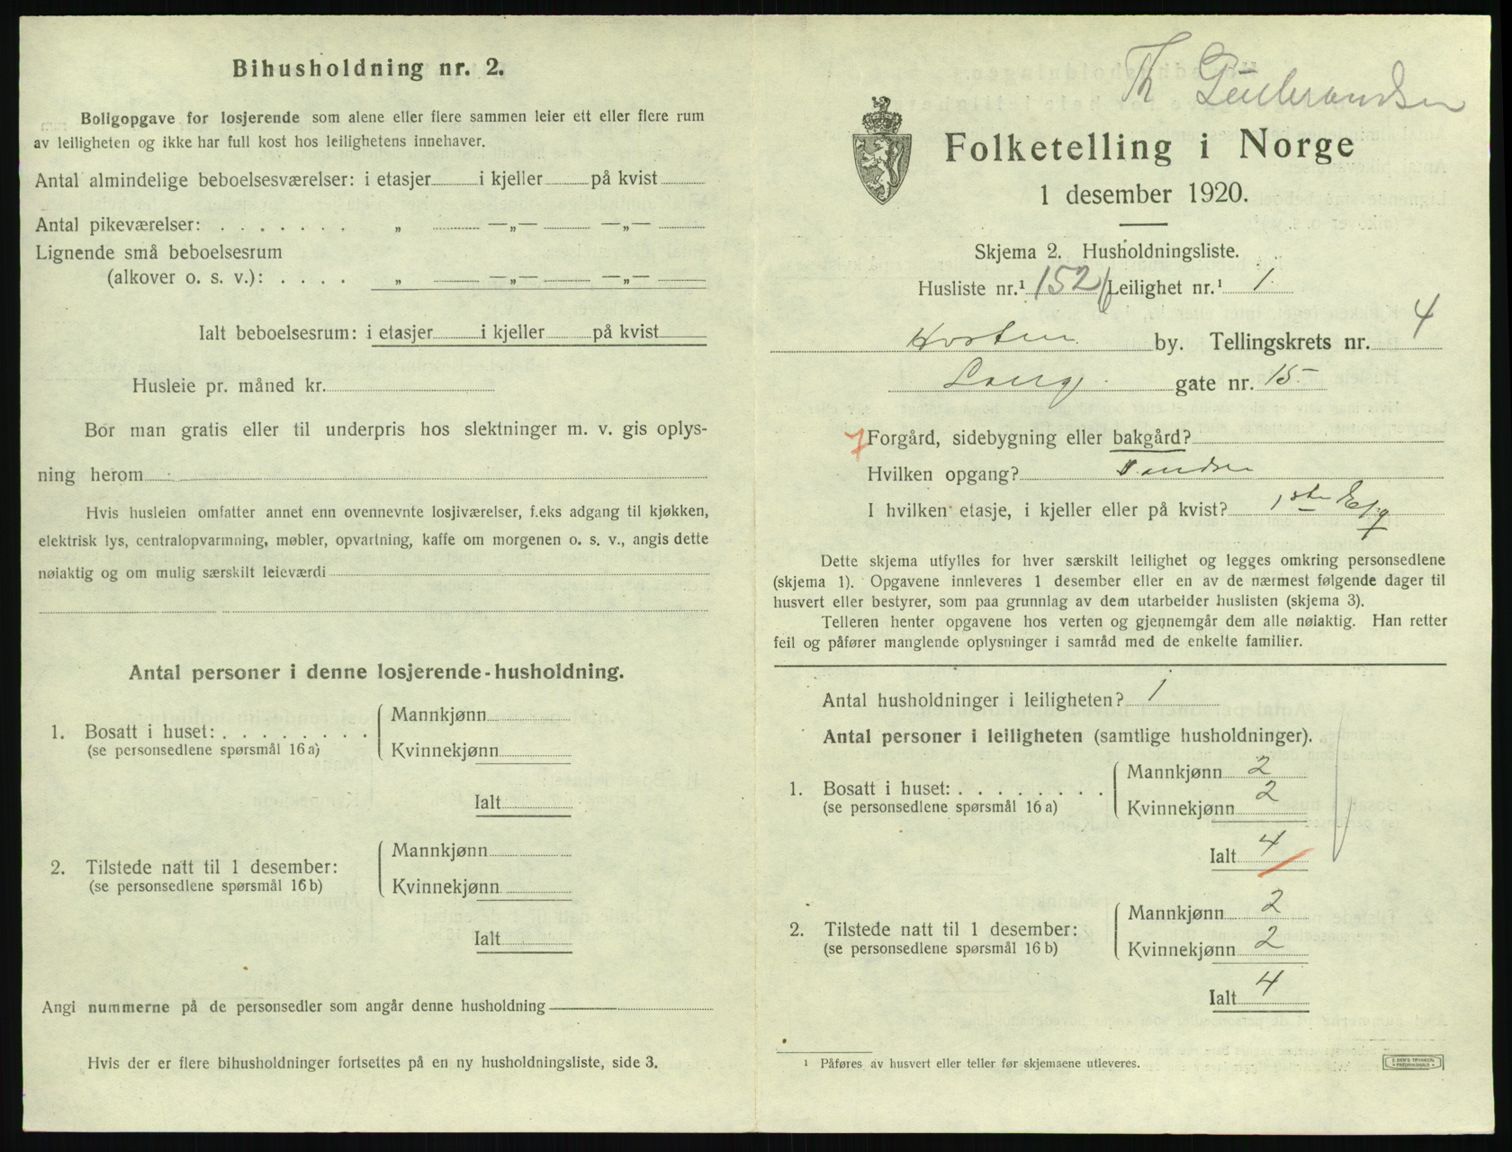 Bihusholdning nr. 2.
Boligopgave for losjerende som alene eller flere sammen leier ett eller flere rum
av leiligheten og ikke har full kost hos leilighetens innehaver.
Antal almindelige beboelsesværelser: i etasjer i kjeller på kvist
Antal pikeværelser: . . . . . . . „ —„— —„—
Lignende små beboelsesrum
(alkover o. s. v.): . . . . „ —„— —„—
Ialt beboelsesrum: i etasjer i kjeller på kvist
Husleie pr. måned kr.
Bor man gratis eller til underpris hos slektninger m. v. gis oplys-
ning herom
Hvis husleien omfatter annet enn ovennevnte losjiværelser, f.eks adgang til kjøkken,
elektrisk lys, centralopvarmning, møbler, opvartning, kaffe om morgenen o. s. v., angis dette
nøiaktig og om mulig særskilt leieværdi
Antal personer i denne losjerende-husholdning.
1. Bosatt i huset: . . . . . . . .
(se personsedlene spørsmål 16a)
Mannkjønn
Kvinnekjønn
Ialt
2. Tilstede natt til 1 desember:
(se personsedlene spørsmål 16b)
Mannkjønn
Kvinnekjønn
Ialt
Angi nummerne på de personsedler som angår denne husholdning
Hvis der er flere bihusholdninger fortsettes på en ny husholdningsliste, side 3.
Th Gulbrandsen
Folketelling i Norge
1 desember 1920.
Skjema 2. Husholdningsliste.
Husliste nr.¹ 152 Leilighet nr.¹ 1.
Horten by. Tellingskrets nr. 4
Lang gate nr. 15.
Forgård, sidebygning eller bakgård?
Hvilken opgang?
I hvilken etasje, i kjeller eller på kvist? 1ste Etg
Dette skjema utfylles for hver særskilt leilighet og legges omkring personsedlene
(skjema 1). Opgavene innleveres 1 desember eller en av de nærmest følgende dager til
husvert eller bestyrer, som paa grunnlag av dem utarbeider huslisten (skjema 3).
Telleren henter opgavene hos verten og gjennemgår dem alle nøiaktig. Han retter
feil og påfører manglende oplysninger i samråd med de enkelte familier.
Antal husholdninger i leiligheten? 1
Antal personer i leiligheten (samtlige husholdninger).
1. Bosatt i huset: . . . . . . . .
(se personsedlene spørsmål 16a)
Mannkjønn 2
Kvinnekjønn 2
Ialt 4
2. Tilstede natt til 1 desember:
(se personsedlene spørsmål 16b)
Mannkjønn 2
Kvinnekjønn 2
Ialt 4
¹ Påføres av husvert eller teller før skjemaene utleveres.